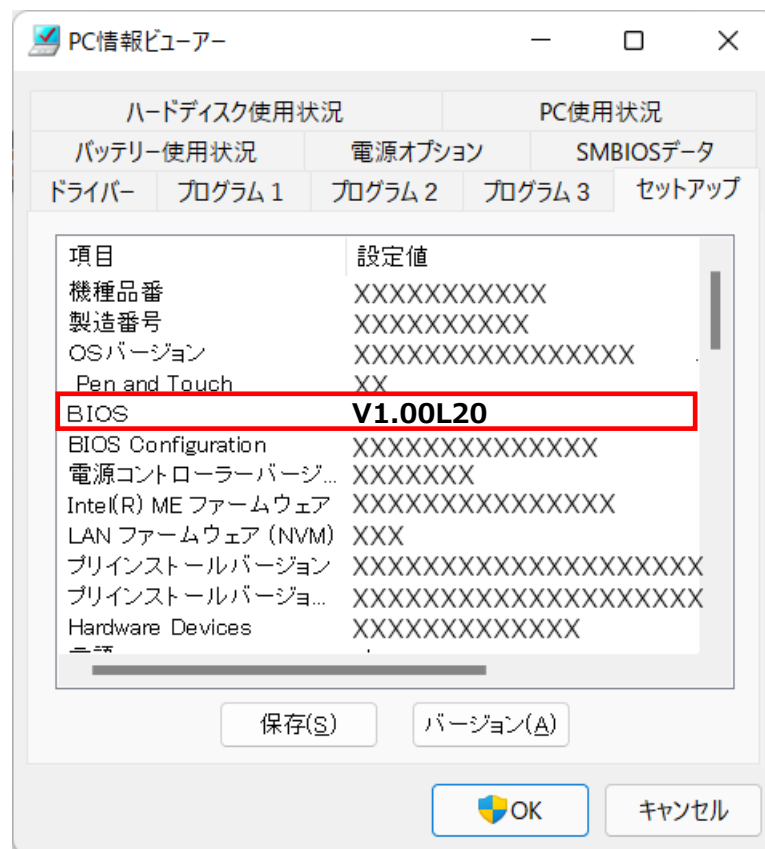 PC情報ビューアー
ハードディスク使用状況 PC使用状況
バッテリー使用状況 電源オプション SMBIOSデータ
ドライバー プログラム 1 プログラム 2 プログラム 3 セットアップ
項目 設定値
機種品番 XXXXXXXXXXX
製造番号 XXXXXXXXXX
OSバージョン XXXXXXXXXXXXXXXX
Pen and Touch XX
BIOS V1.00L20
BIOS Configuration XXXXXXXXXXXXXX
電源コントローラーバージ... XXXXXXX
Intel(R) ME ファームウェア XXXXXXXXXXXXXXX
LAN ファームウェア (NVM) XXX
プリインストールバージョン XXXXXXXXXXXXXXXXXXXX
プリインストールバージョ... XXXXXXXXXXXXXXXXXXXX
Hardware Devices XXXXXXXXXXXXX
保存(S) バージョン(A)
OK キャンセル